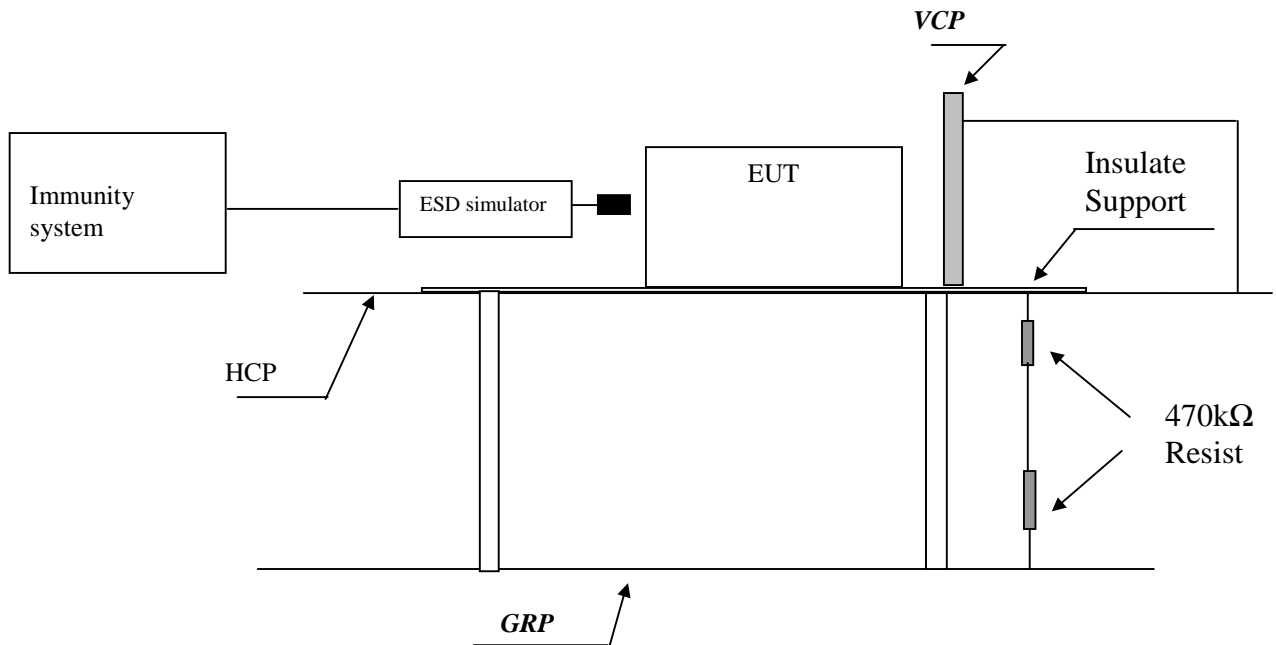 VCP
Immunity
system
ESD simulator
EUT
Insulate
Support
HCP
470kΩ
Resist
GRP